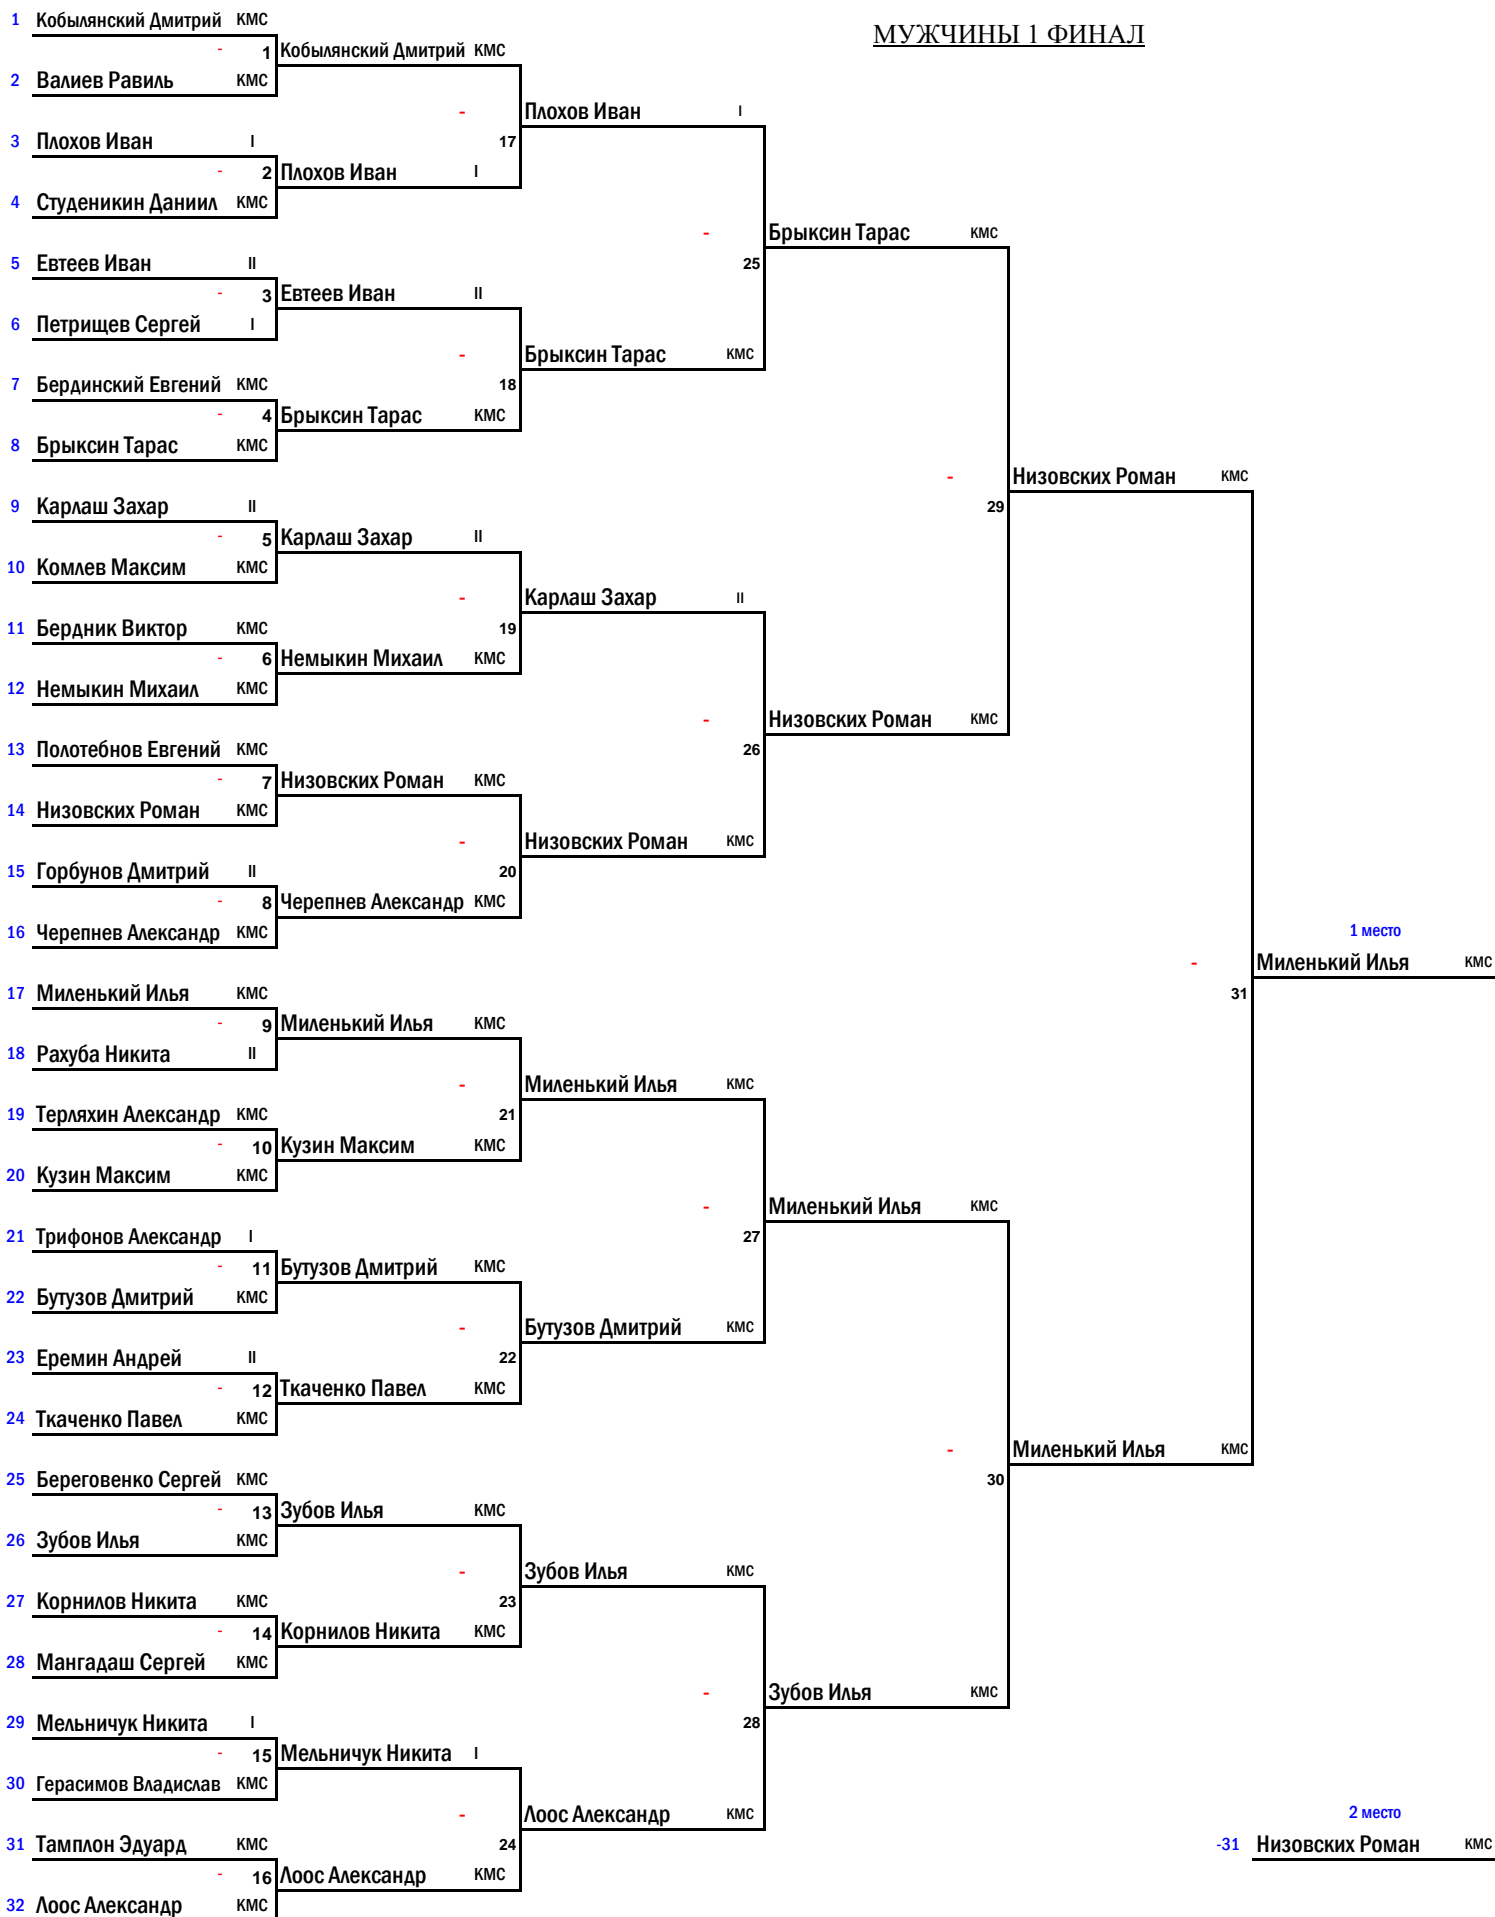 1 Кобылянский Дмитрий КМС
МУЖЧИНЫ 1 ФИНАЛ
- 1 Кобылянский Дмитрий КМС
2 Валиев Равиль КМС
- Плохов Иван I
3 Плохов Иван I 17
- 2 Плохов Иван I
4 Студеникин Даниил КМС
- Брыксин Тарас КМС
5 Евтеев Иван II 25
- 3 Евтеев Иван II
6 Петрищев Сергей I
- Брыксин Тарас КМС
7 Бердинский Евгений КМС 18
- 4 Брыксин Тарас КМС
8 Брыксин Тарас КМС
- Низовских Роман КМС
9 Карлаш Захар II 29
- 5 Карлаш Захар II
10 Комлев Максим КМС
- Карлаш Захар II
11 Бердник Виктор КМС 19
- 6 Немыкин Михаил КМС
12 Немыкин Михаил КМС
- Низовских Роман КМС
13 Полотебнов Евгений КМС 26
- 7 Низовских Роман КМС
14 Низовских Роман КМС
- Низовских Роман КМС
15 Горбунов Дмитрий II 20
- 8 Черепнев Александр КМС
16 Черепнев Александр КМС 1 место
- Миленький Илья КМС
17 Миленький Илья КМС 31
- 9 Миленький Илья КМС
18 Рахуба Никита II
- Миленький Илья КМС
19 Терляхин Александр КМС 21
- 10 Кузин Максим КМС
20 Кузин Максим КМС
- Миленький Илья КМС
21 Трифонов Александр I 27
- 11 Бутузов Дмитрий КМС
22 Бутузов Дмитрий КМС
- Бутузов Дмитрий КМС
23 Еремин Андрей II 22
- 12 Ткаченко Павел КМС
24 Ткаченко Павел КМС
- Миленький Илья КМС
25 Береговенко Сергей КМС 30
- 13 Зубов Илья КМС
26 Зубов Илья КМС
- Зубов Илья КМС
27 Корнилов Никита КМС 23
- 14 Корнилов Никита КМС
28 Мангадаш Сергей КМС
- Зубов Илья КМС
29 Мельничук Никита I 28
- 15 Мельничук Никита I
30 Герасимов Владислав КМС
- Лоос Александр КМС 2 место
31 Тамплон Эдуард КМС 24 -31 Низовских Роман КМС
- 16 Лоос Александр КМС
32 Лоос Александр КМС